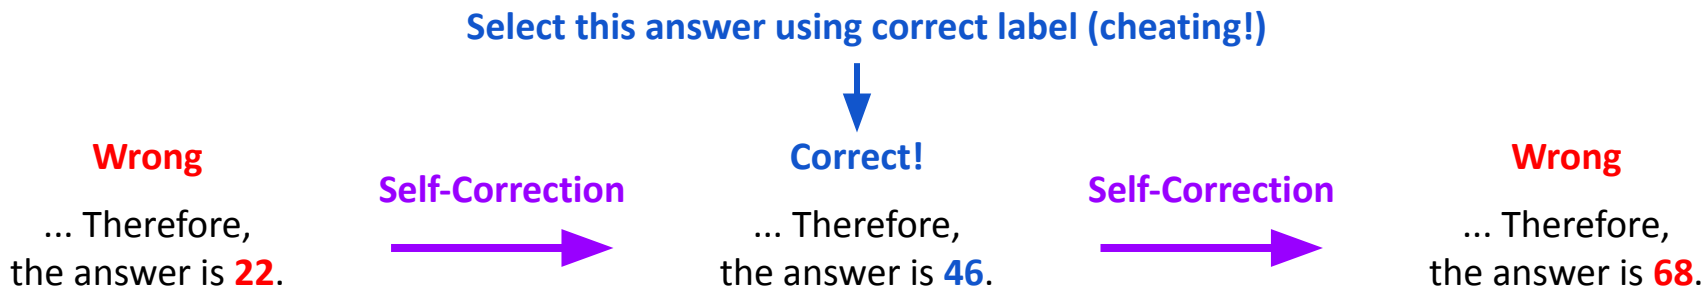 Select this answer using correct label (cheating!)
Wrong
Self-Correction
... Therefore,
the answer is 22.
Correct!
... Therefore,
the answer is 46.
Self-Correction
Wrong
... Therefore,
the answer is 68.